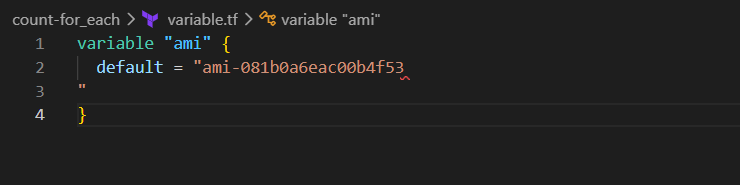 count-for_each > variable.tf > variable "ami"
1 variable "ami" {
2   default = "ami-081b0a6eac00b4f53
3 "
4 }